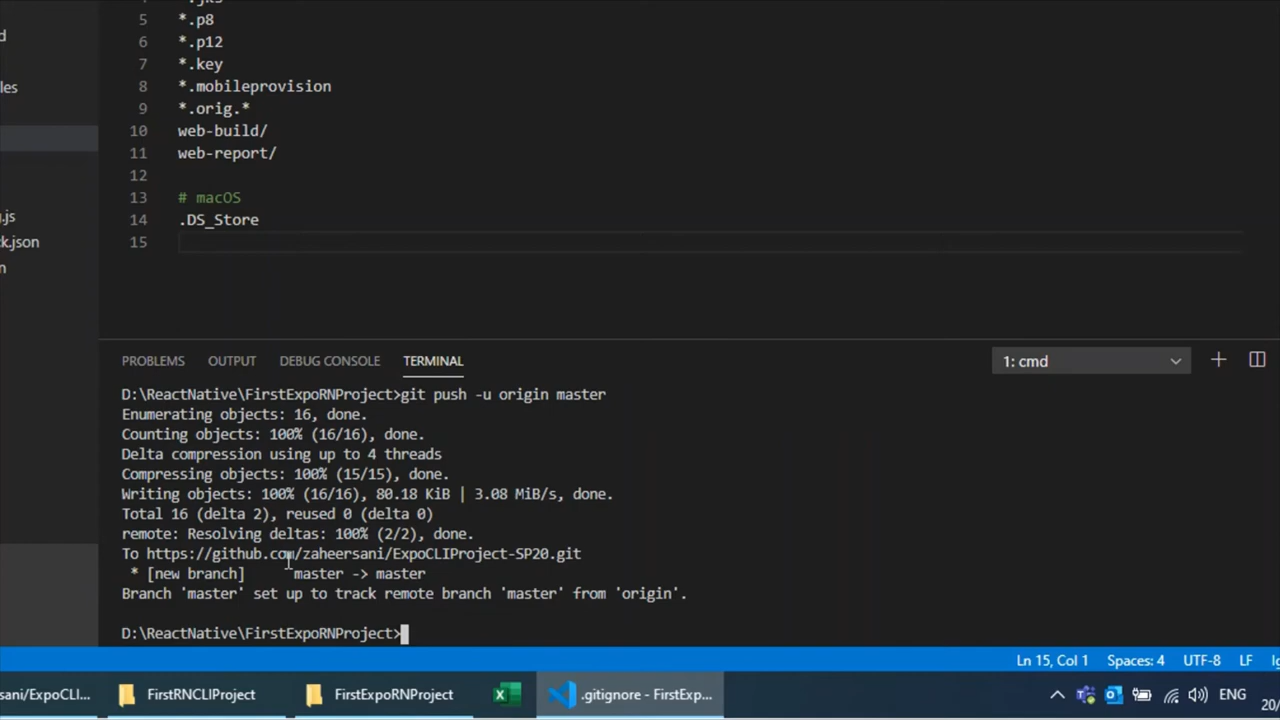 d
les
.js
k.json
n
5 *.p8
6 *.p12
7 *.key
8 *.mobileprovision
9 *.orig.*
10 web-build/
11 web-report/
12
13 # macOS
14 .DS_Store
15
PROBLEMS OUTPUT DEBUG CONSOLE TERMINAL 1: cmd
D:\ReactNative\FirstExpoRNProject>git push -u origin master
Enumerating objects: 16, done.
Counting objects: 100% (16/16), done.
Delta compression using up to 4 threads
Compressing objects: 100% (15/15), done.
Writing objects: 100% (16/16), 80.18 KiB | 3.08 MiB/s, done.
Total 16 (delta 2), reused 0 (delta 0)
remote: Resolving deltas: 100% (2/2), done.
To https://github.com/zaheersani/ExpoCLIProject-SP20.git
* [new branch] master -> master
Branch 'master' set up to track remote branch 'master' from 'origin'.
D:\ReactNative\FirstExpoRNProject>
Ln 15, Col 1 Spaces: 4 UTF-8 LF
sani/ExpoCLI... FirstRNCLIProject FirstExpoRNProject .gitignore - FirstExp... ENG
20/